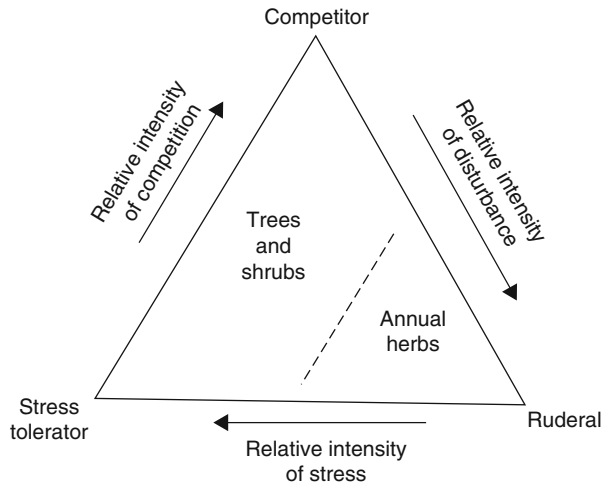 Competitor
Relative intensity
of competition
Relative intensity
of disturbance
Trees
and
shrubs
Annual
herbs
Stress
tolerator
Ruderal
Relative intensity
of stress